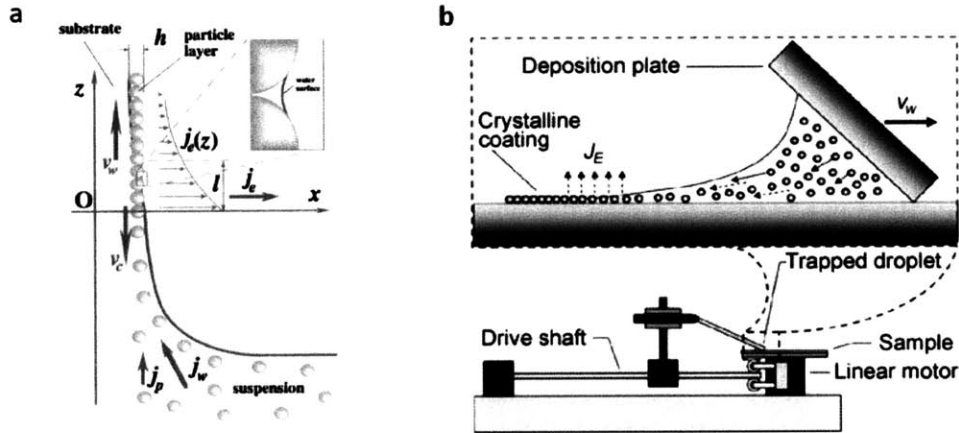 a
substrate
h
particle
layer
water
surface
z
v_w
j_e(z)
l
j_e
O
x
v_c
j_p
j_w
suspension
b
Deposition plate
v_w
Crystalline
coating
J_E
Trapped droplet
Drive shaft
Sample
Linear motor